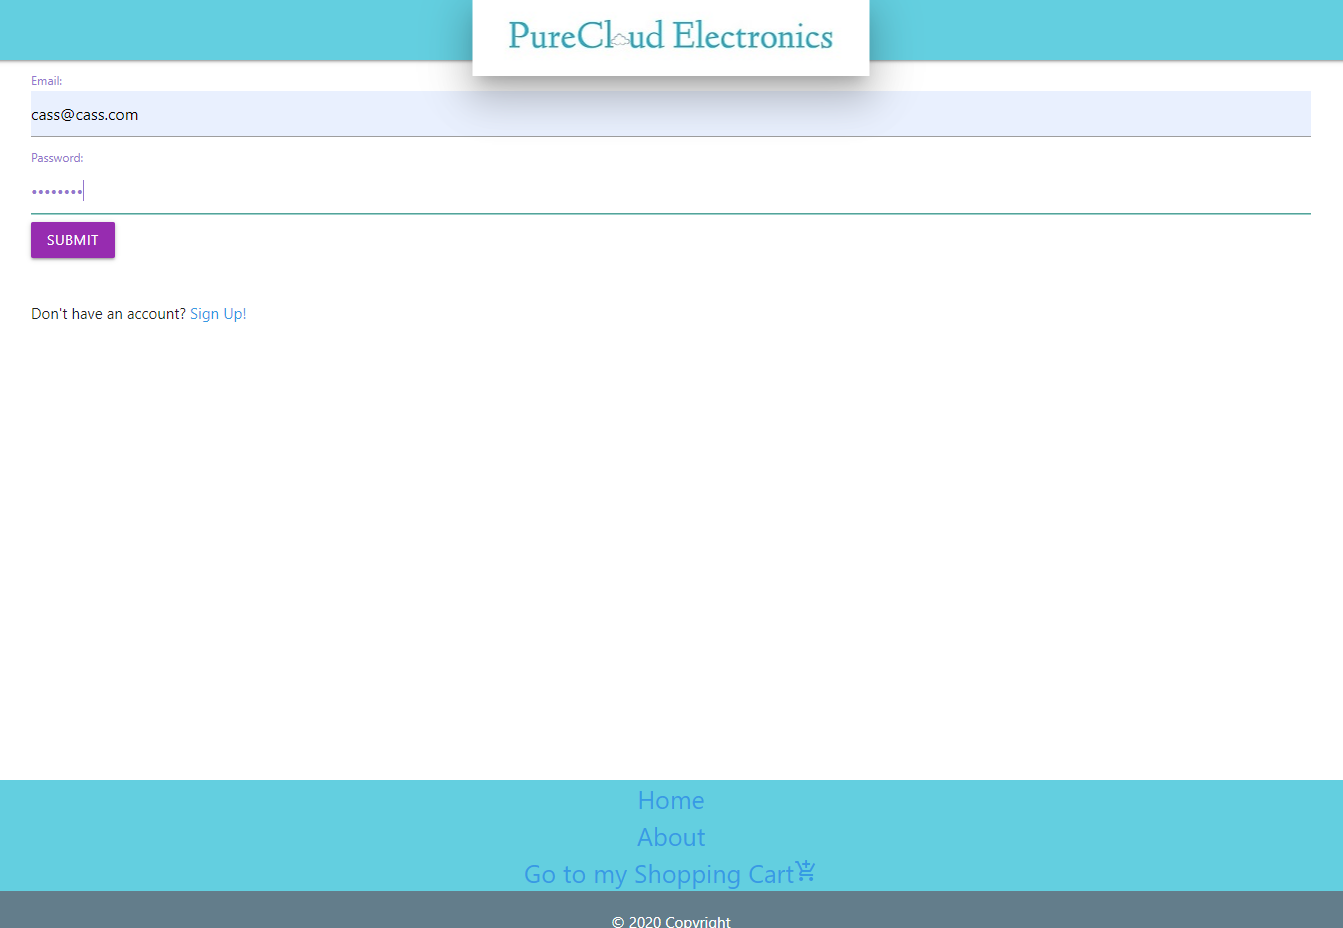 PureCloud Electronics
Email:
cass@cass.com
Password:
••••••••
SUBMIT
Don't have an account? Sign Up!
Home
About
Go to my Shopping Cart
© 2020 Copyright